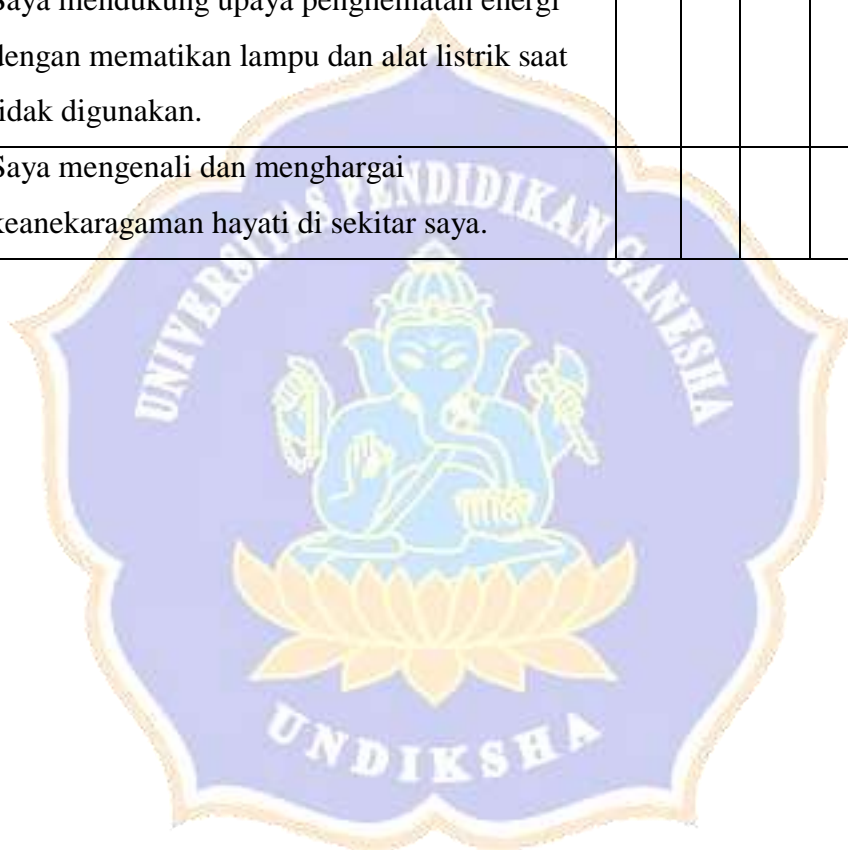 Saya mendukung upaya penghematan energi
dengan mematikan lampu dan alat listrik saat
tidak digunakan.
Saya mengenali dan menghargai
keanekaragaman hayati di sekitar saya.
UNIVERSITAS PENDIDIKAN GANESHA
UNDIKSHA